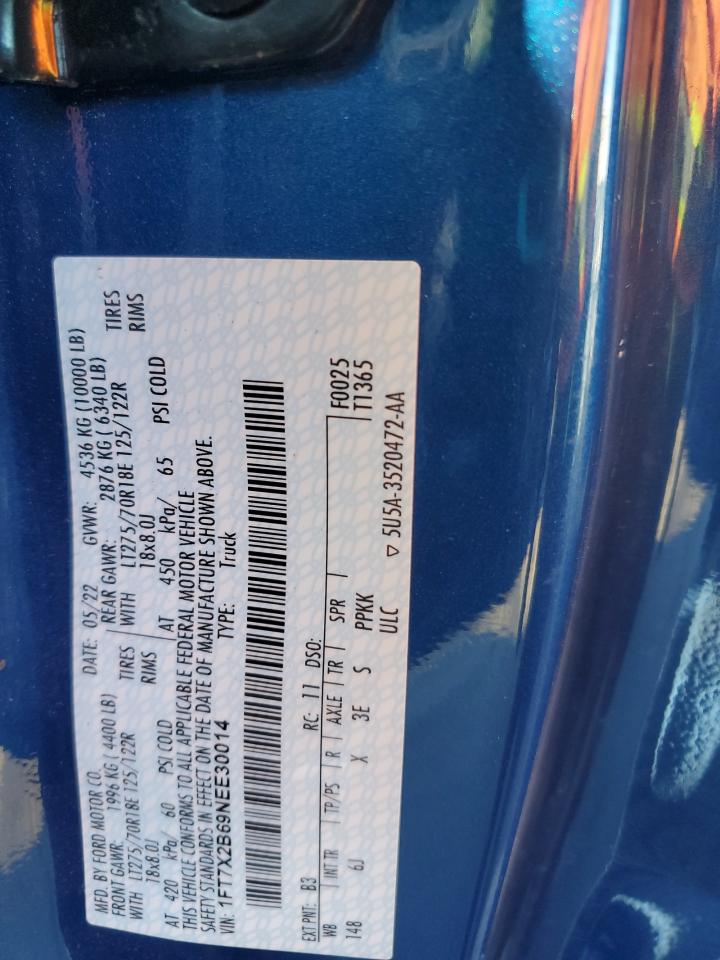 MFD. BY FORD MOTOR CO. DATE: 05/22 GVWR: 4536 KG (10000 LB)
FRONT GAWR: 1996 KG ( 4400 LB) REAR GAWR: 2876 KG ( 6340 LB)
WITH LT275/70R18E 125/122R TIRES WITH LT275/70R18E 125/122R TIRES
18x8.0J RIMS 18x8.0J RIMS
AT 420 kPa/ 60 PSI COLD AT 450 kPa/ 65 PSI COLD
THIS VEHICLE CONFORMS TO ALL APPLICABLE FEDERAL MOTOR VEHICLE
SAFETY STANDARDS IN EFFECT ON THE DATE OF MANUFACTURE SHOWN ABOVE.
VIN: 1FT7X2B69NEE30014 TYPE: Truck
EXT PNT: B3 RC: 11 DSO:
WB INT TR TP/PS R AXLE TR SPR F0025
148 6J X 3E S PPKK T1365
ULC
▽ 5U5A-3520472-AA